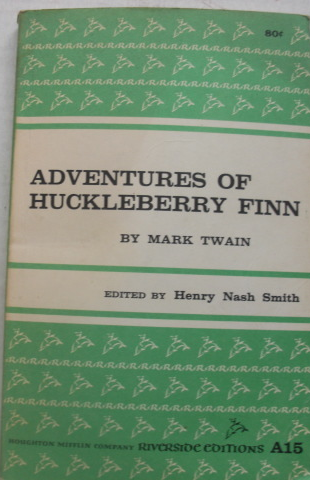 80¢
ADVENTURES OF
HUCKLEBERRY FINN
BY MARK TWAIN
EDITED BY Henry Nash Smith
HOUGHTON MIFFLIN COMPANY RIVERSIDE EDITIONS A15